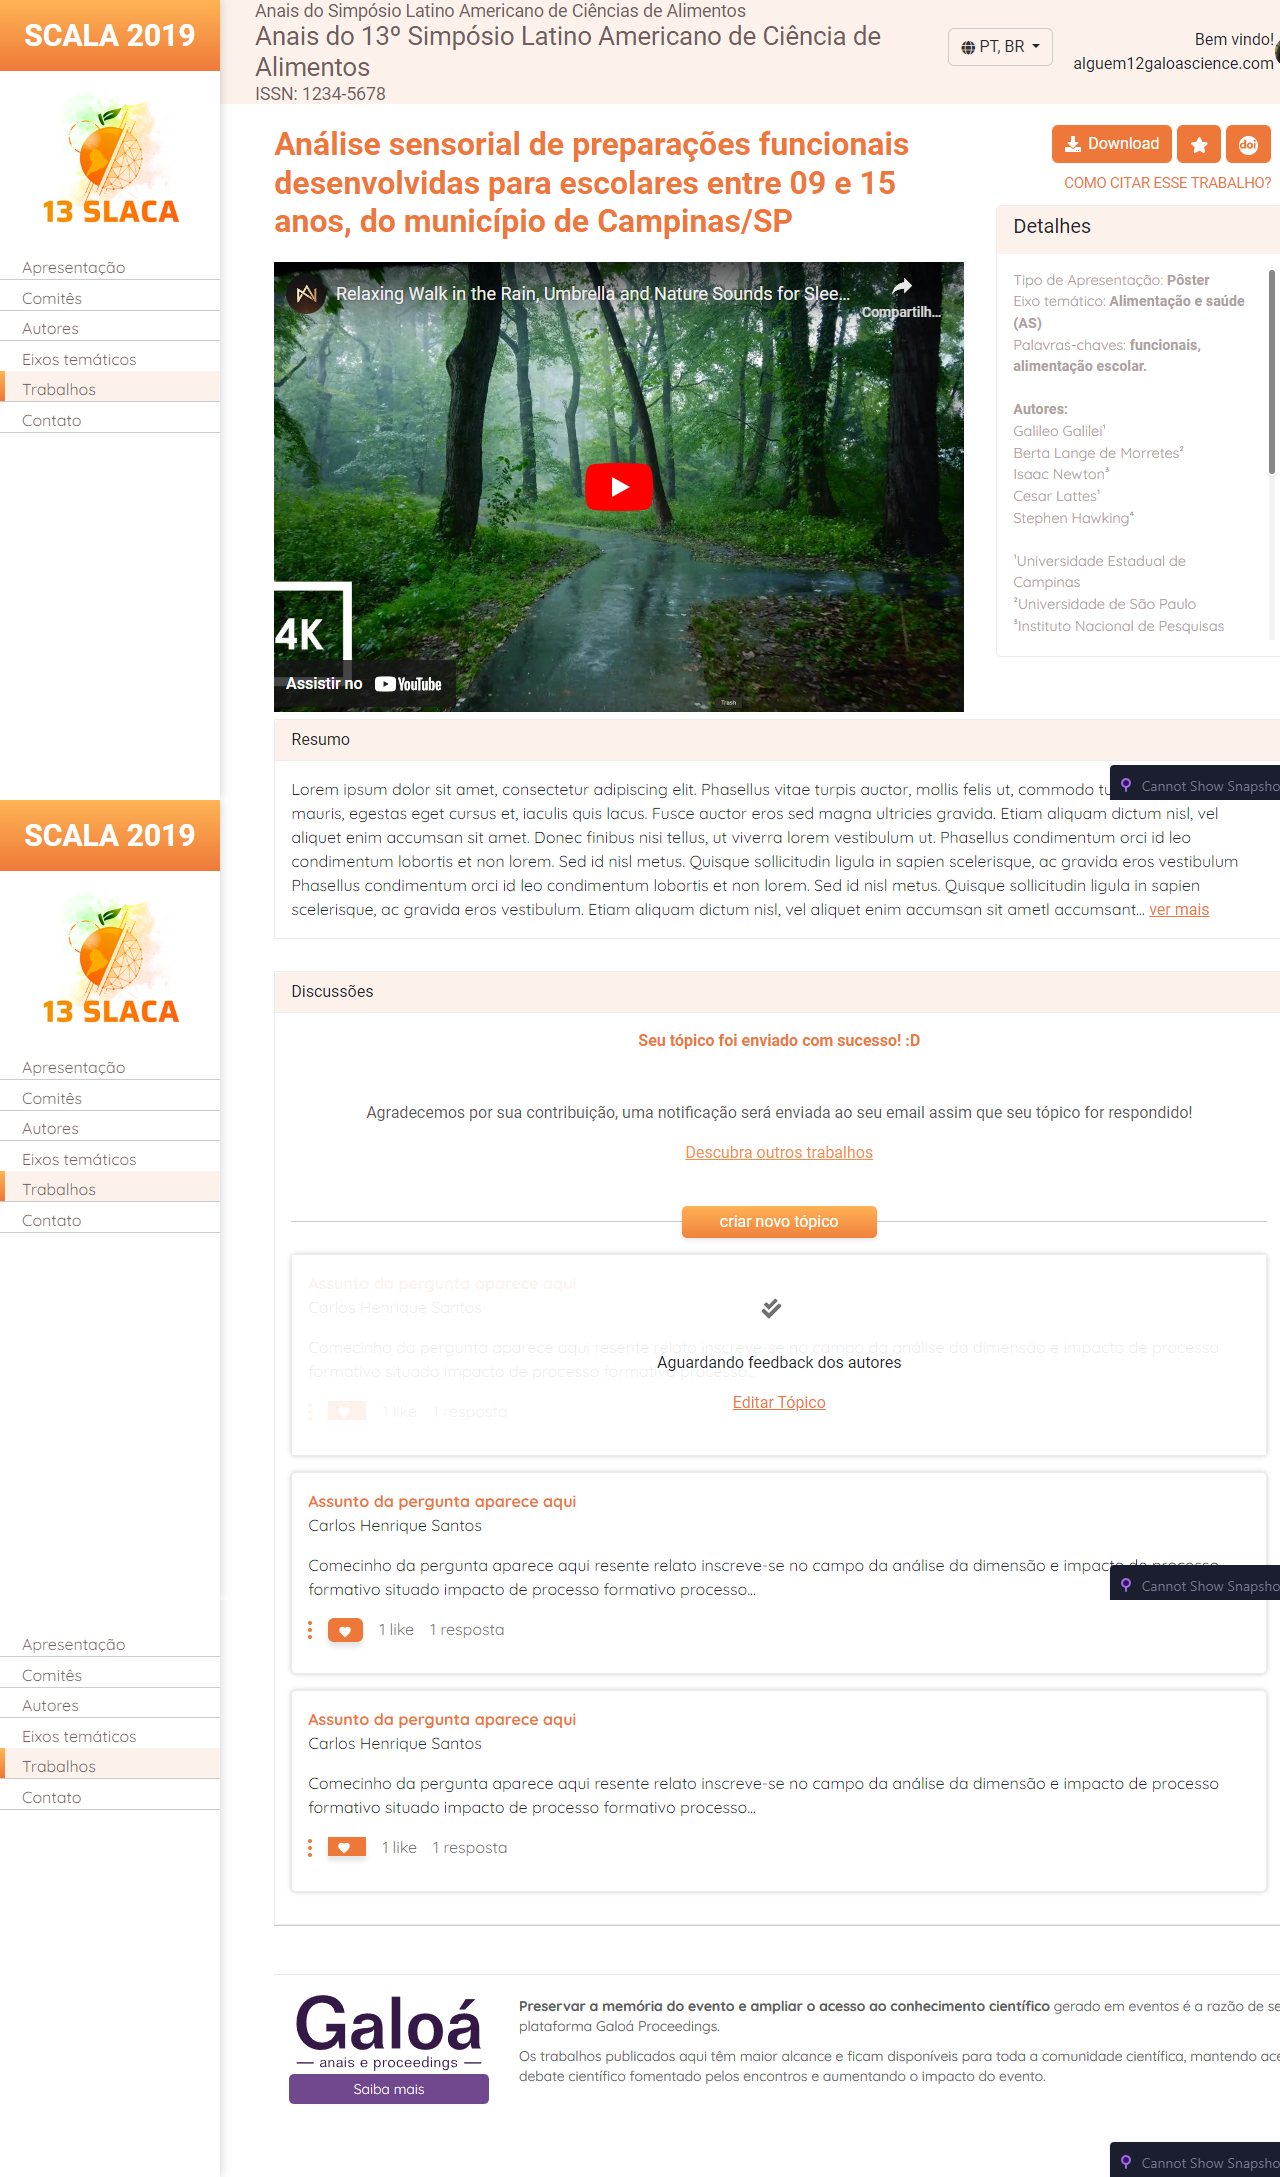 SCALA 2019
Anais do Simpósio Latino Americano de Ciências de Alimentos
Anais do 13º Simpósio Latino Americano de Ciência de
Alimentos
ISSN: 1234-5678
PT, BR
Bem vindo!
alguem12galoascience.com
13 SLACA
Apresentação
Comitês
Autores
Eixos temáticos
Trabalhos
Contato
Análise sensorial de preparações funcionais
desenvolvidas para escolares entre 09 e 15
anos, do município de Campinas/SP
Download
doi
COMO CITAR ESSE TRABALHO?
Relaxing Walk in the Rain, Umbrella and Nature Sounds for Slee...
Compartilh...
4K
Assistir no YouTube
Trash
Detalhes
Tipo de Apresentação: Pôster
Eixo temático: Alimentação e saúde
(AS)
Palavras-chaves: funcionais,
alimentação escolar.
Autores:
Galileo Galilei¹
Berta Lange de Morretes²
Isaac Newton³
Cesar Lattes¹
Stephen Hawking⁴
¹Universidade Estadual de
Campinas
²Universidade de São Paulo
³Instituto Nacional de Pesquisas
Resumo
Lorem ipsum dolor sit amet, consectetur adipiscing elit. Phasellus vitae turpis auctor, mollis felis ut, commodo
Cannot Show Snapsho
mauris, egestas eget cursus et, iaculis quis lacus. Fusce auctor eros sed magna ultricies gravida. Etiam aliquam dictum nisl, vel
aliquet enim accumsan sit amet. Donec finibus nisi tellus, ut viverra lorem vestibulum ut. Phasellus condimentum orci id leo
condimentum lobortis et non lorem. Sed id nisl metus. Quisque sollicitudin ligula in sapien scelerisque, ac gravida eros vestibulum
Phasellus condimentum orci id leo condimentum lobortis et non lorem. Sed id nisl metus. Quisque sollicitudin ligula in sapien
scelerisque, ac gravida eros vestibulum. Etiam aliquam dictum nisl, vel aliquet enim accumsan sit ametl accumsant... ver mais
SCALA 2019
13 SLACA
Apresentação
Comitês
Autores
Eixos temáticos
Trabalhos
Contato
Discussões
Seu tópico foi enviado com sucesso! :D
Agradecemos por sua contribuição, uma notificação será enviada ao seu email assim que seu tópico for respondido!
Descubra outros trabalhos
criar novo tópico
Assunto da pergunta aparece aqui
Carlos Henrique Santos
Comecinho da pergunta aparece aqui resente relato inscreve-se no campo da análise da dimensão e impacto de processo
formativo situado impacto de processo formativo processo...
Aguardando feedback dos autores
Editar Tópico
1 like 1 resposta
Assunto da pergunta aparece aqui
Carlos Henrique Santos
Comecinho da pergunta aparece aqui resente relato inscreve-se no campo da análise da dimensão e impacto de processo
Cannot Show Snapsho
formativo situado impacto de processo formativo processo...
1 like 1 resposta
Assunto da pergunta aparece aqui
Carlos Henrique Santos
Comecinho da pergunta aparece aqui resente relato inscreve-se no campo da análise da dimensão e impacto de processo
formativo situado impacto de processo formativo processo...
1 like 1 resposta
Apresentação
Comitês
Autores
Eixos temáticos
Trabalhos
Contato
Galoá
anais e proceedings
Saiba mais
Preservar a memória do evento e ampliar o acesso ao conhecimento científico gerado em eventos é a razão de se
plataforma Galoá Proceedings.
Os trabalhos publicados aqui têm maior alcance e ficam disponíveis para toda a comunidade científica, mantendo ace
debate científico fomentado pelos encontros e aumentando o impacto do evento.
Cannot Show Snapsho